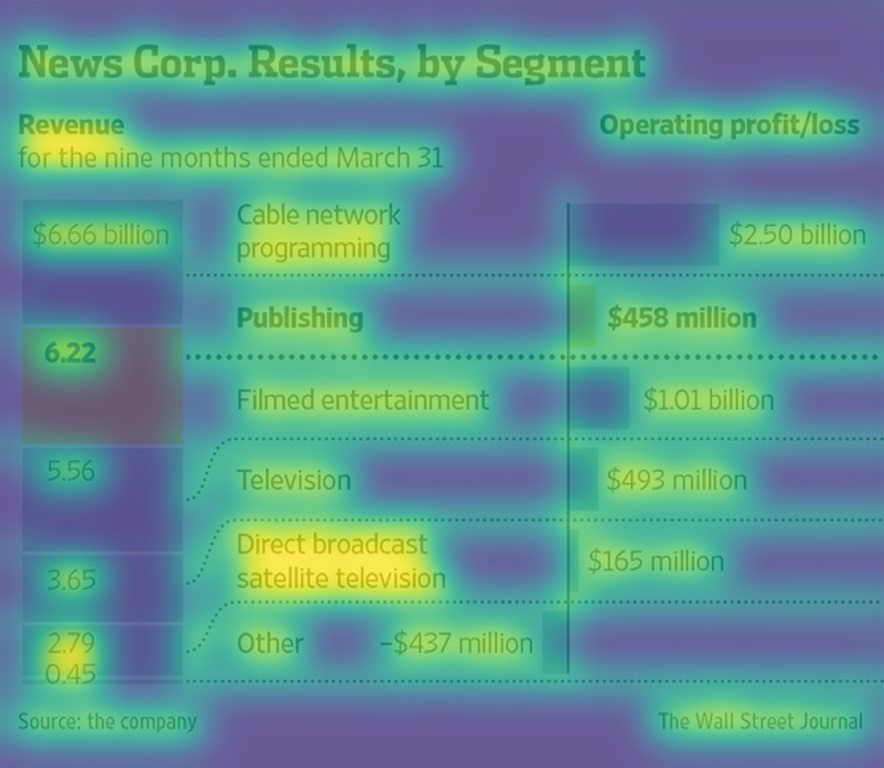 News Corp. Results, by Segment
Revenue
for the nine months ended March 31
Operating profit/loss
$6.66 billion
Cable network
programming
$2.50 billion
6.22
Publishing
$458 million
Filmed entertainment
$1.01 billion
5.56
Television
$493 million
3.65
Direct broadcast
satellite television
$165 million
2.79
Other
–$437 million
0.45
Source: the company
The Wall Street Journal